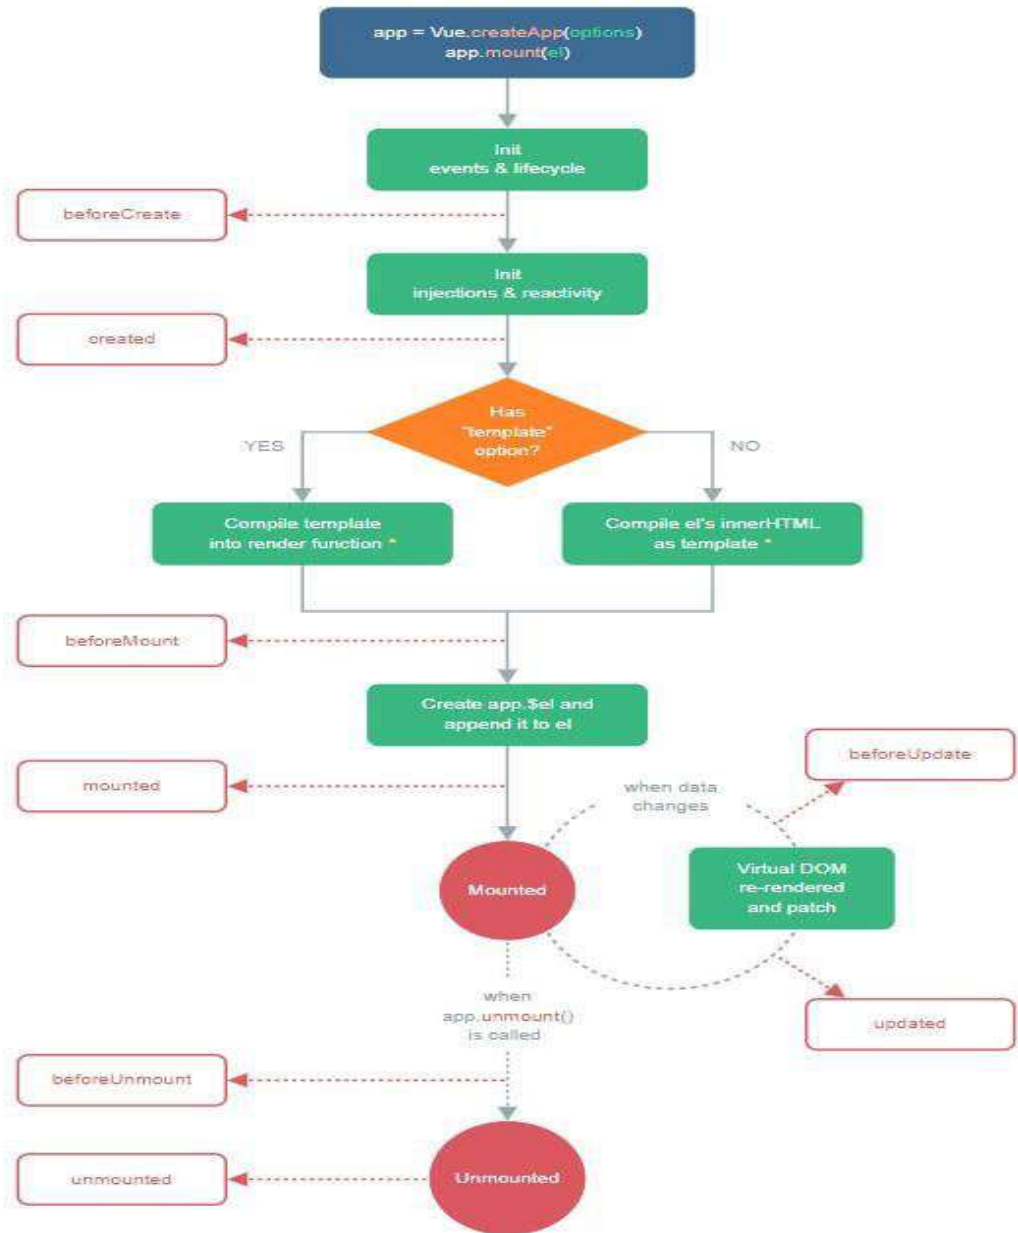 app = Vue.createApp(options)
app.mount(el)
Init
events & lifecycle
beforeCreate
Init
injections & reactivity
created
Has
"template"
option?
YES
NO
Compile template
into render function *
Compile el's innerHTML
as template *
beforeMount
Create app.$el and
append it to el
beforeUpdate
mounted
when data
changes
Mounted
Virtual DOM
re-rendered
and patch
when
app.unmount()
is called
updated
beforeUnmount
unmounted
Unmounted